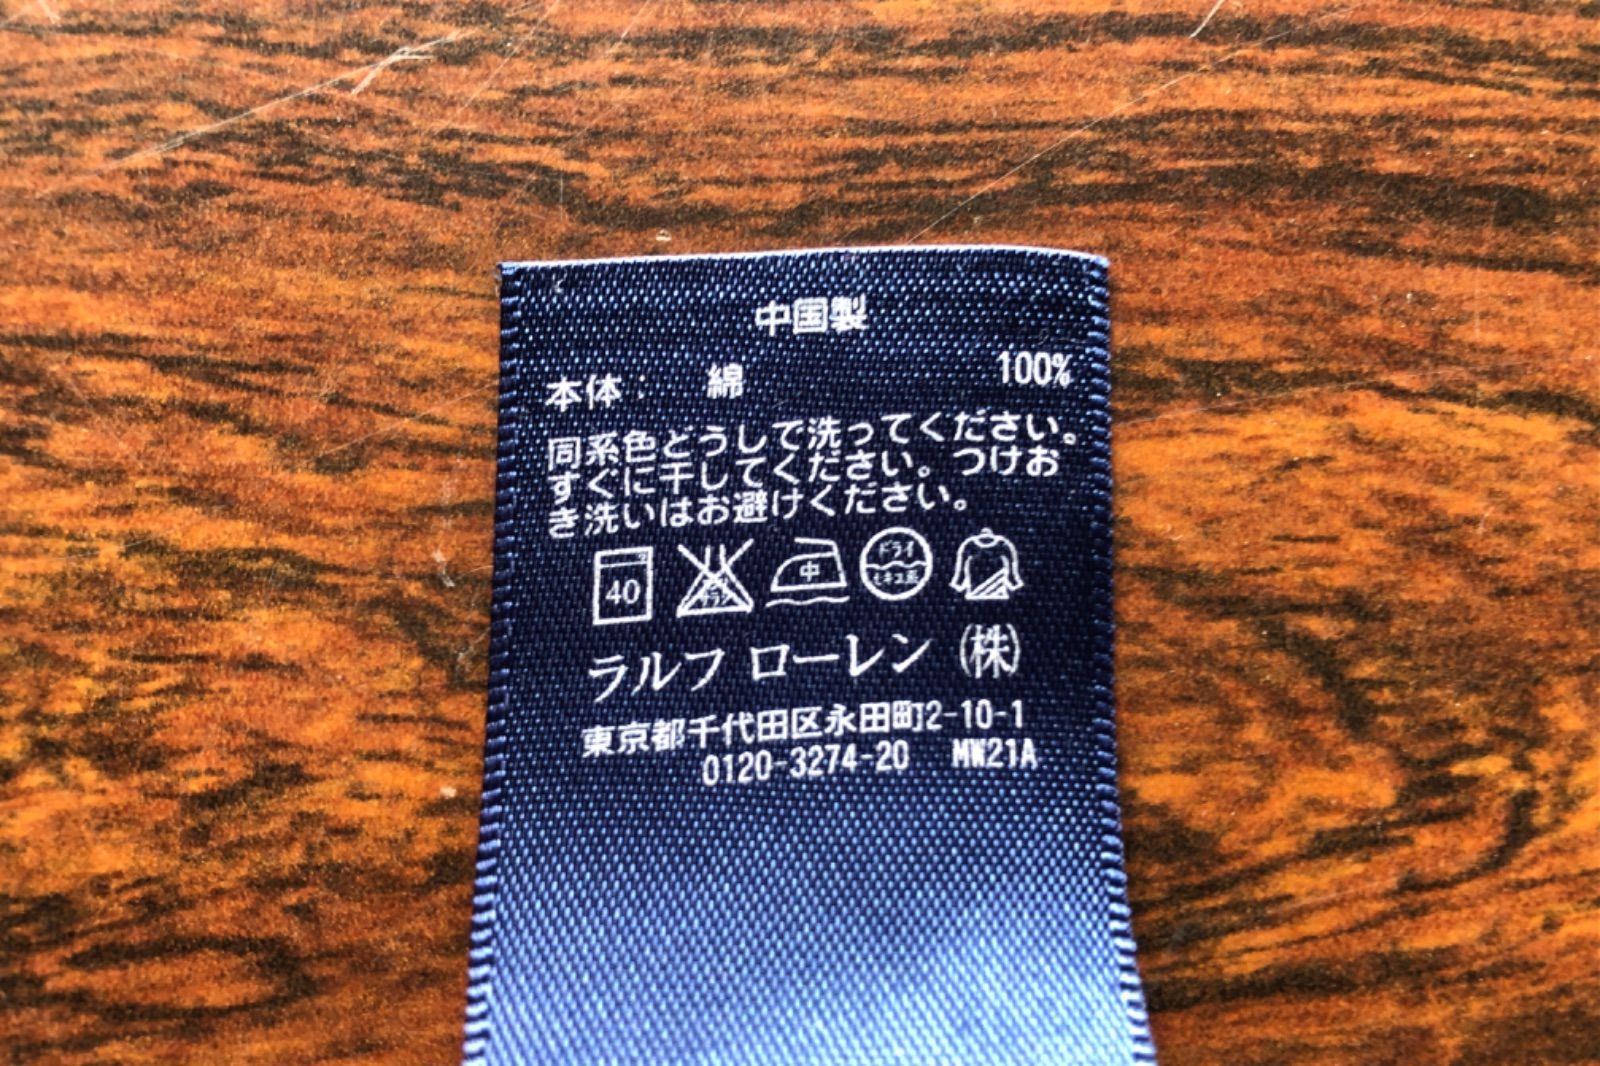 中国製
本体： 綿 100%
同系色どうしで洗ってください。
すぐに干してください。つけお
き洗いはお避けください。
40 中 ドライ
ラルフ ローレン (株)
東京都千代田区永田町2-10-1
0120-3274-20 MW21A